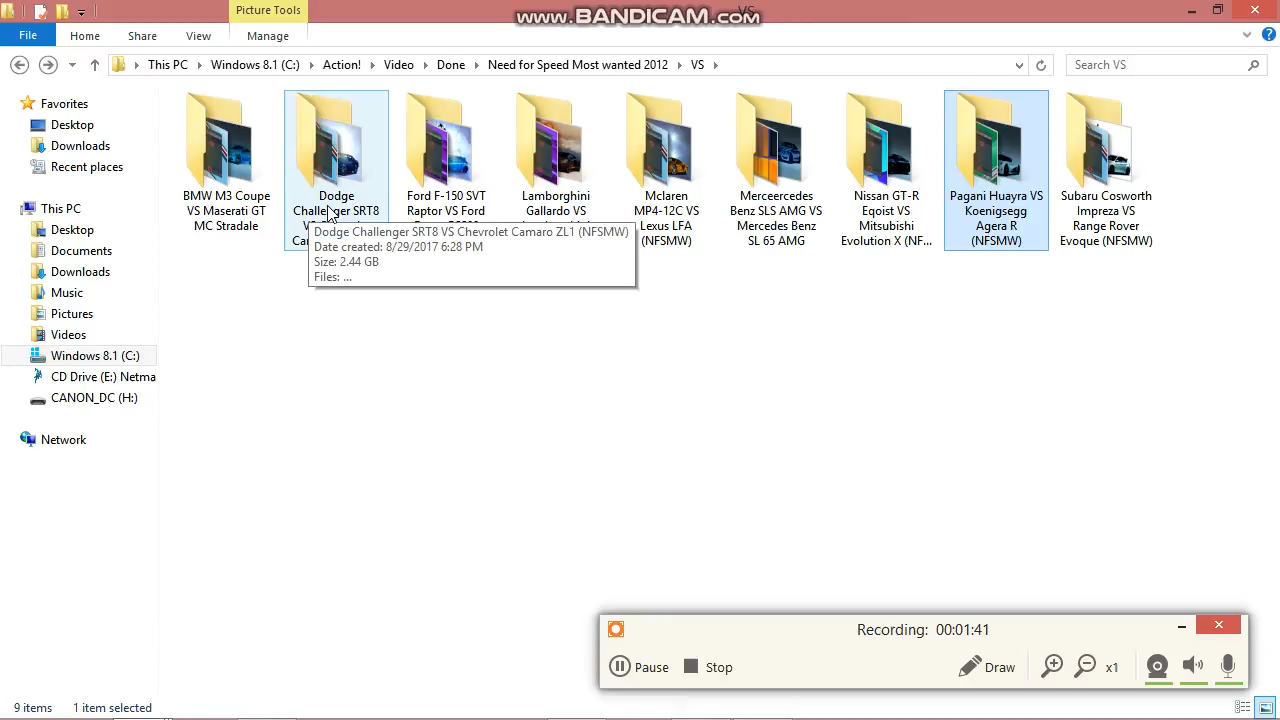 Picture Tools
www.BANDICAM.com
VS
File
Home
Share
View
Manage
This PC
Windows 8.1 (C:)
Action!
Video
Done
Need for Speed Most wanted 2012
VS
Search VS
Favorites
Desktop
Downloads
Recent places
This PC
Desktop
Documents
Downloads
Music
Pictures
Videos
Windows 8.1 (C:)
CD Drive (E:) Netma
CANON_DC (H:)
Network
BMW M3 Coupe
VS Maserati GT
MC Stradale
Dodge
Challenger SRT8
Ford F-150 SVT
Raptor VS Ford
Lamborghini
Gallardo VS
Mclaren
MP4-12C VS
Lexus LFA
(NFSMW)
Merceercedes
Benz SLS AMG VS
Mercedes Benz
SL 65 AMG
Nissan GT-R
Eqoist VS
Mitsubishi
Evolution X (NF...
Pagani Huayra VS
Koenigsegg
Agera R
(NFSMW)
Subaru Cosworth
Impreza VS
Range Rover
Evoque (NFSMW)
Dodge Challenger SRT8 VS Chevrolet Camaro ZL1 (NFSMW)
Date created: 8/29/2017 6:28 PM
Size: 2.44 GB
Files: ...
Recording: 00:01:41
Pause
Stop
Draw
x1
9 items
1 item selected